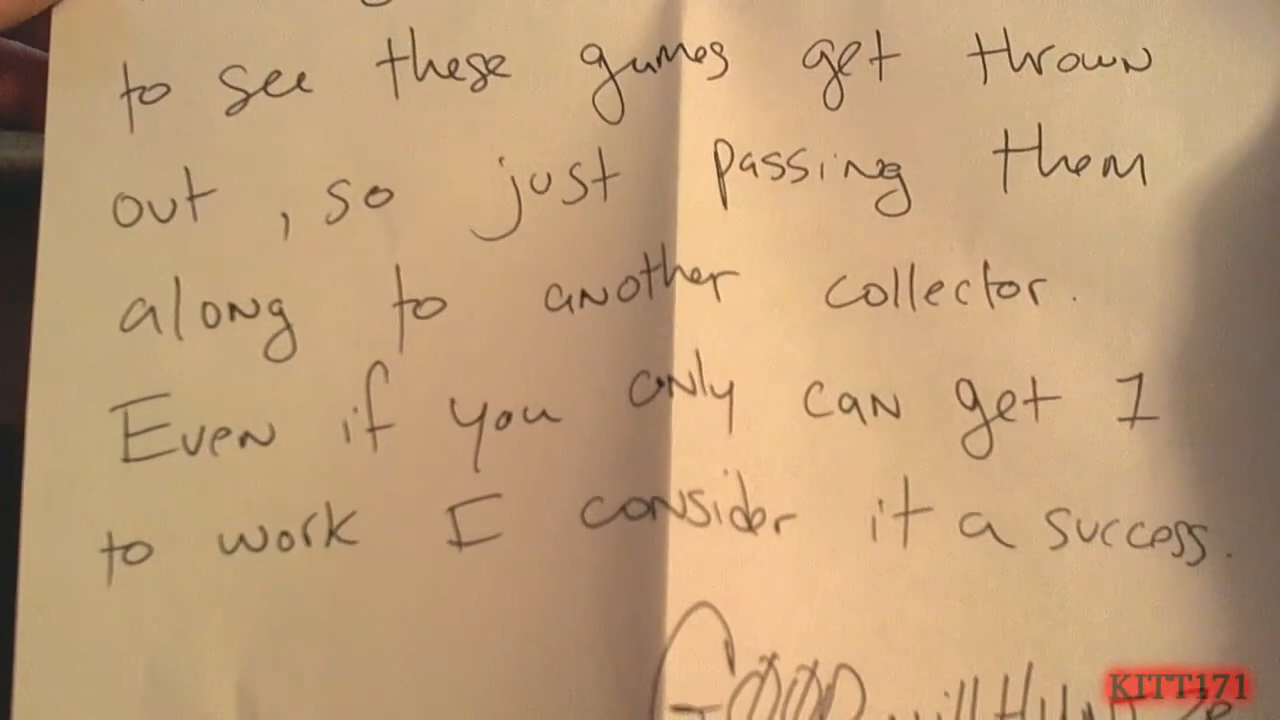 to see these games get thrown
out, so just passing them
along to another collector.
Even if you only can get 1
to work I consider it a success.
KITT171